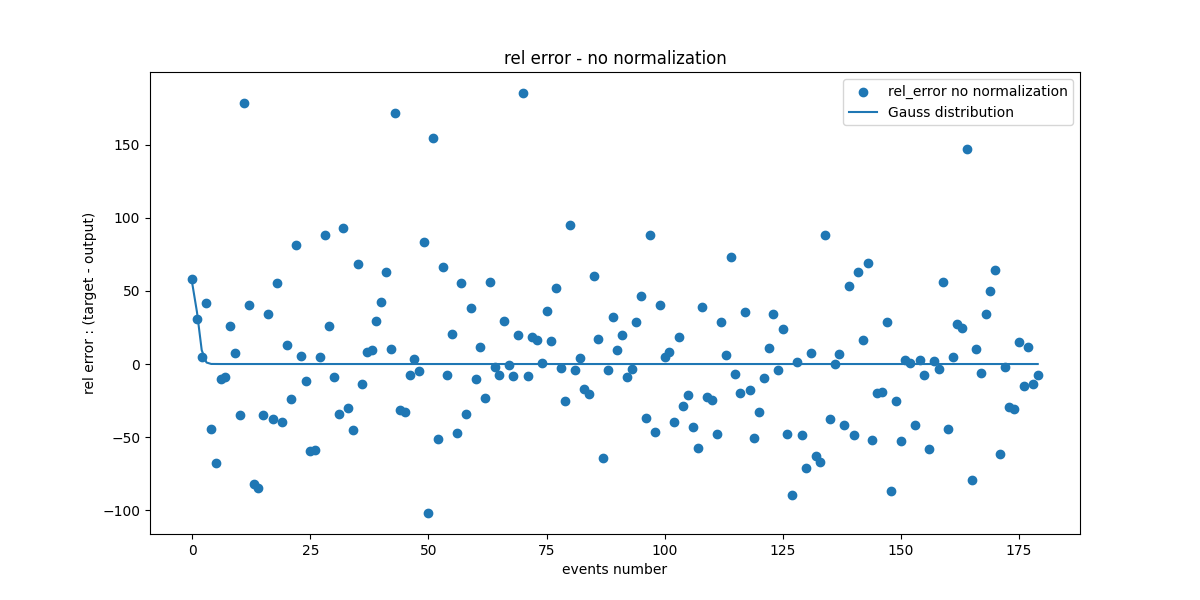 rel error - no normalization
rel_error no normalization
Gauss distribution
rel error : (target - output)
150
100
50
0
−50
−100
0
25
50
75
100
125
150
175
events number